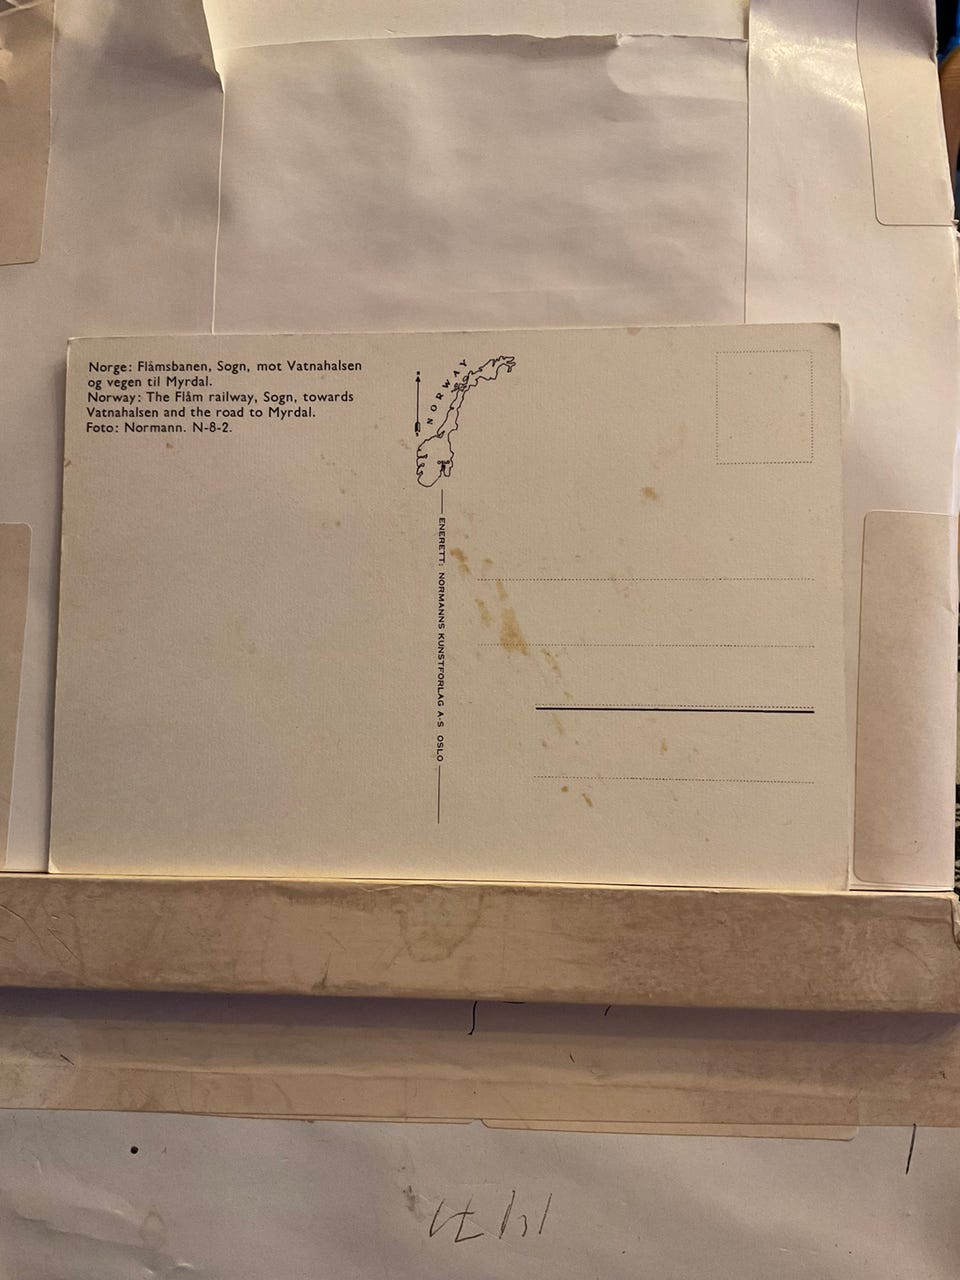 Norge: Flåmsbanen, Sogn, mot Vatnahalsen
og vegen til Myrdal.
Norway: The Flåm railway, Sogn, towards
Vatnahalsen and the road to Myrdal.
Foto: Normann. N-8-2.
NORWAY
ENERETT: NORMANNS KUNSTFORLAG A-S OSLO